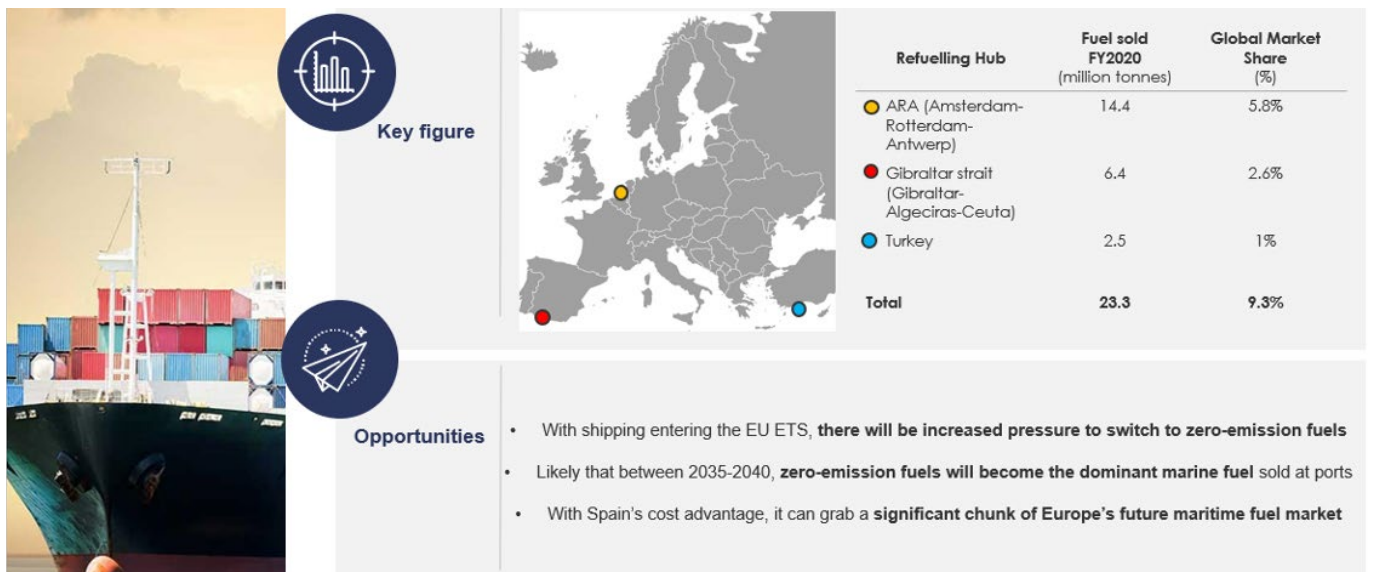 Key figure
Refuelling Hub
Fuel sold
FY2020
(million tonnes)
Global Market
Share
(%)
ARA (Amsterdam-
Rotterdam-
Antwerp)
14.4
5.8%
Gibraltar strait
(Gibraltar-
Algeciras-Ceuta)
6.4
2.6%
Turkey
2.5
1%
Total
23.3
9.3%
Opportunities
• With shipping entering the EU ETS, there will be increased pressure to switch to zero-emission fuels
• Likely that between 2035-2040, zero-emission fuels will become the dominant marine fuel sold at ports
• With Spain's cost advantage, it can grab a significant chunk of Europe's future maritime fuel market